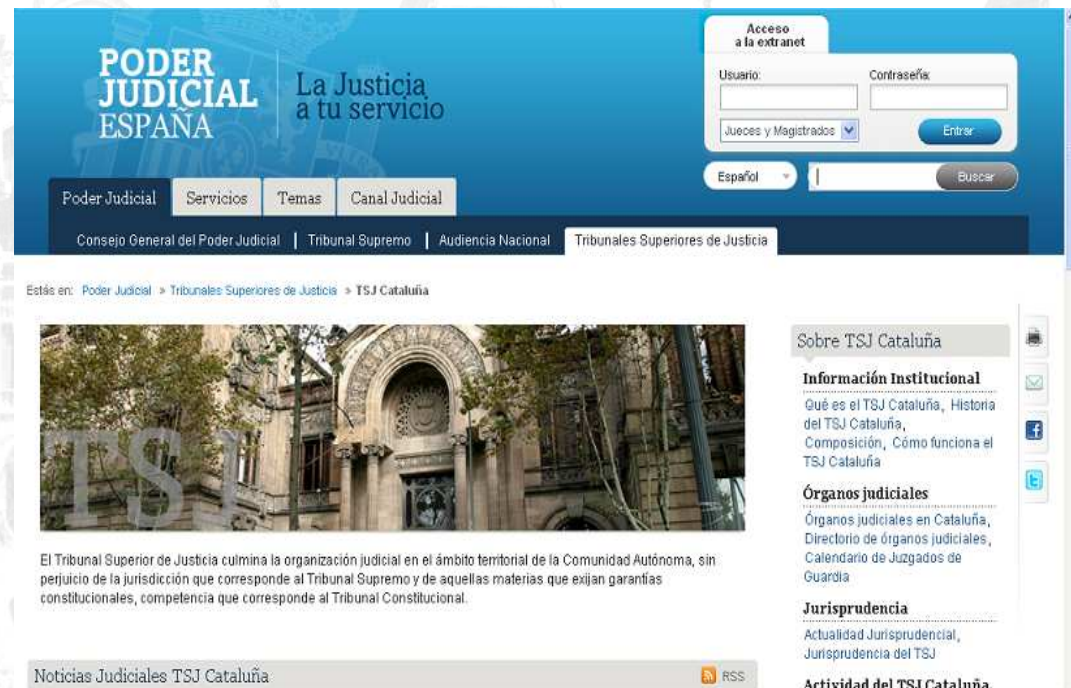 PODER
JUDICIAL
ESPAÑA
La Justicia
a tu servicio
Acceso
a la extranet
Usuario:
Contraseña:
Jueces y Magistrados
Entrar
Español
Buscar
Poder Judicial
Servicios
Temas
Canal Judicial
Consejo General del Poder Judicial | Tribunal Supremo | Audiencia Nacional
Tribunales Superiores de Justicia
Estás en: Poder Judicial » Tribunales Superiores de Justicia » TSJ Cataluña
TSJ
El Tribunal Superior de Justicia culmina la organización judicial en el ámbito territorial de la Comunidad Autónoma, sin
perjuicio de la jurisdicción que corresponde al Tribunal Supremo y de aquellas materias que exijan garantías
constitucionales, competencia que corresponde al Tribunal Constitucional.
Noticias Judiciales TSJ Cataluña
RSS
Sobre TSJ Cataluña
Información Institucional
Qué es el TSJ Cataluña, Historia
del TSJ Cataluña,
Composición, Cómo funciona el
TSJ Cataluña
Órganos judiciales
Órganos judiciales en Cataluña,
Directorio de órganos judiciales,
Calendario de Juzgados de
Guardia
Jurisprudencia
Actualidad Jurisprudencial,
Jurisprudencia del TSJ
Actividad del TSJ Cataluña